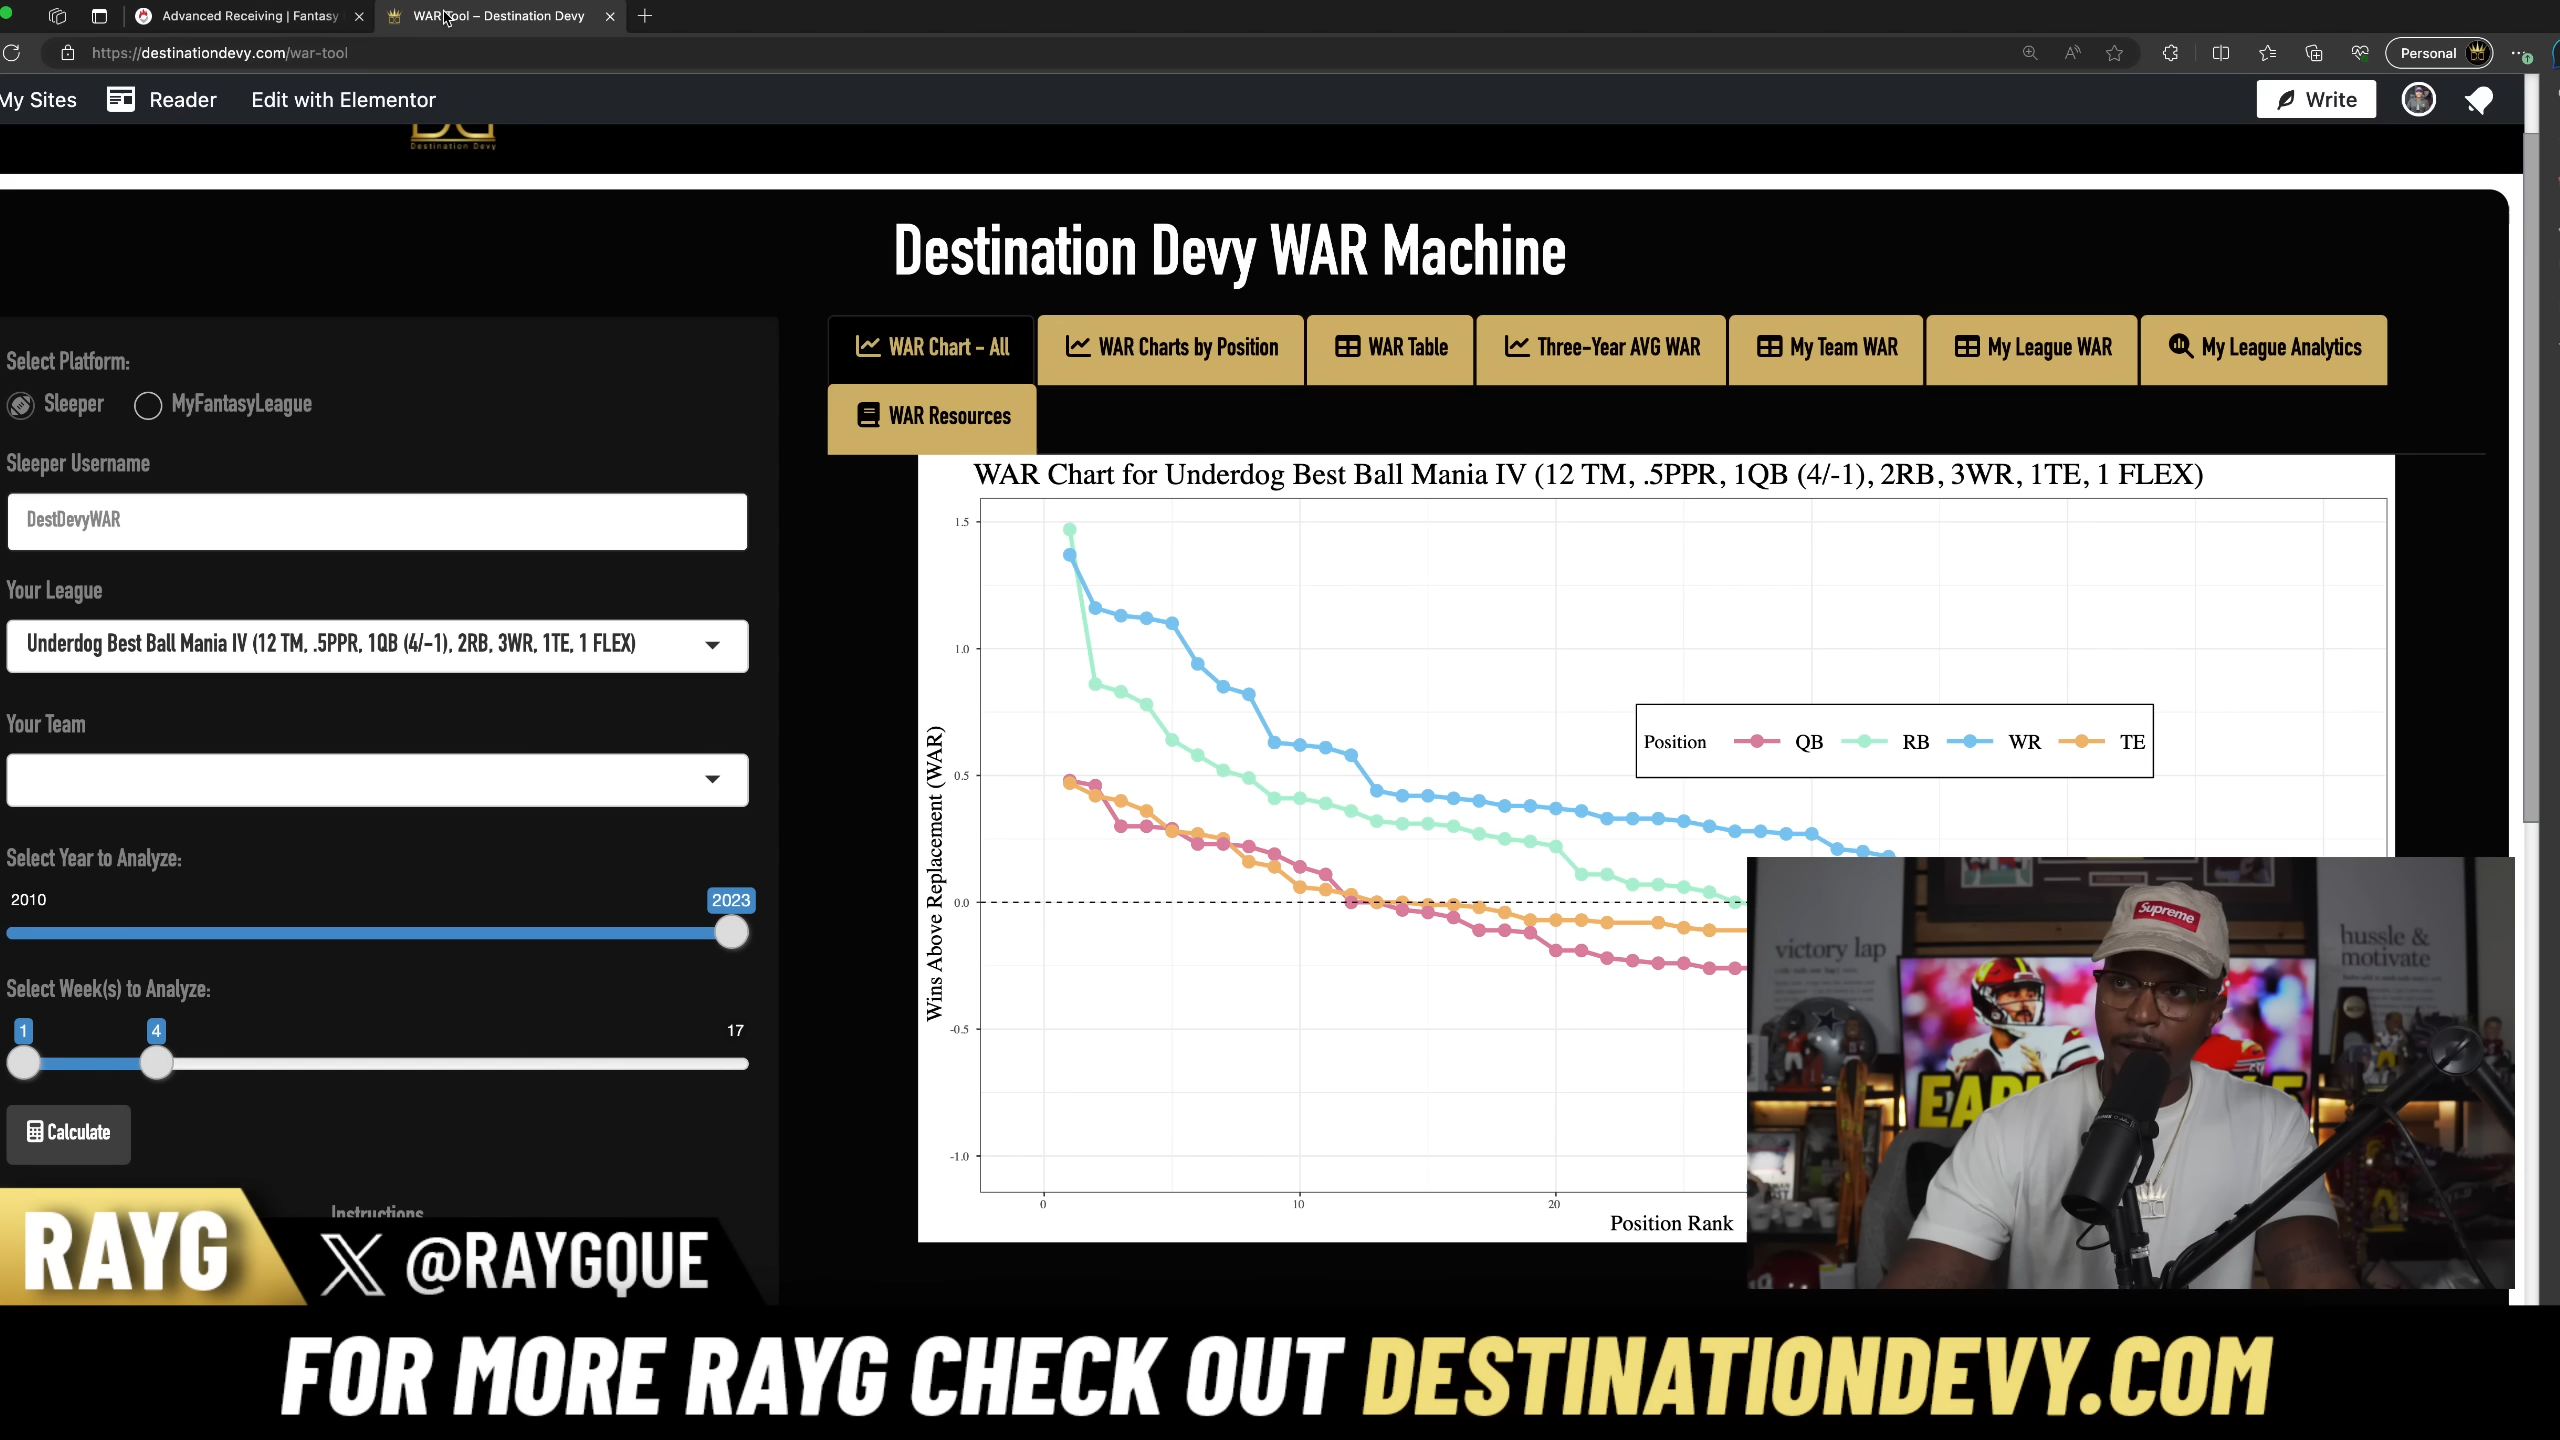 Advanced Receiving | Fantasy
WAR Tool – Destination Devy
https://destinationdevy.com/war-tool
Personal
My Sites
Reader
Edit with Elementor
Write
Destination Devy
Destination Devy WAR Machine
WAR Chart - All
WAR Charts by Position
WAR Table
Three-Year AVG WAR
My Team WAR
My League WAR
My League Analytics
WAR Resources
Select Platform:
Sleeper
MyFantasyLeague
Sleeper Username
DestDevyWAR
Your League
Underdog Best Ball Mania IV (12 TM, .5PPR, 1QB (4/-1), 2RB, 3WR, 1TE, 1 FLEX)
Your Team
Select Year to Analyze:
2010
2023
Select Week(s) to Analyze:
1
4
17
Calculate
Instructions
WAR Chart for Underdog Best Ball Mania IV (12 TM, .5PPR, 1QB (4/-1), 2RB, 3WR, 1TE, 1 FLEX)
Wins Above Replacement (WAR)
1.5
1.0
0.5
0.0
-0.5
-1.0
0
10
20
Position Rank
Position
QB
RB
WR
TE
victory lap
Supreme
hussle &
motivate
RAYG
X @RAYGQUE
FOR MORE RAYG CHECK OUT DESTINATIONDEVY.COM